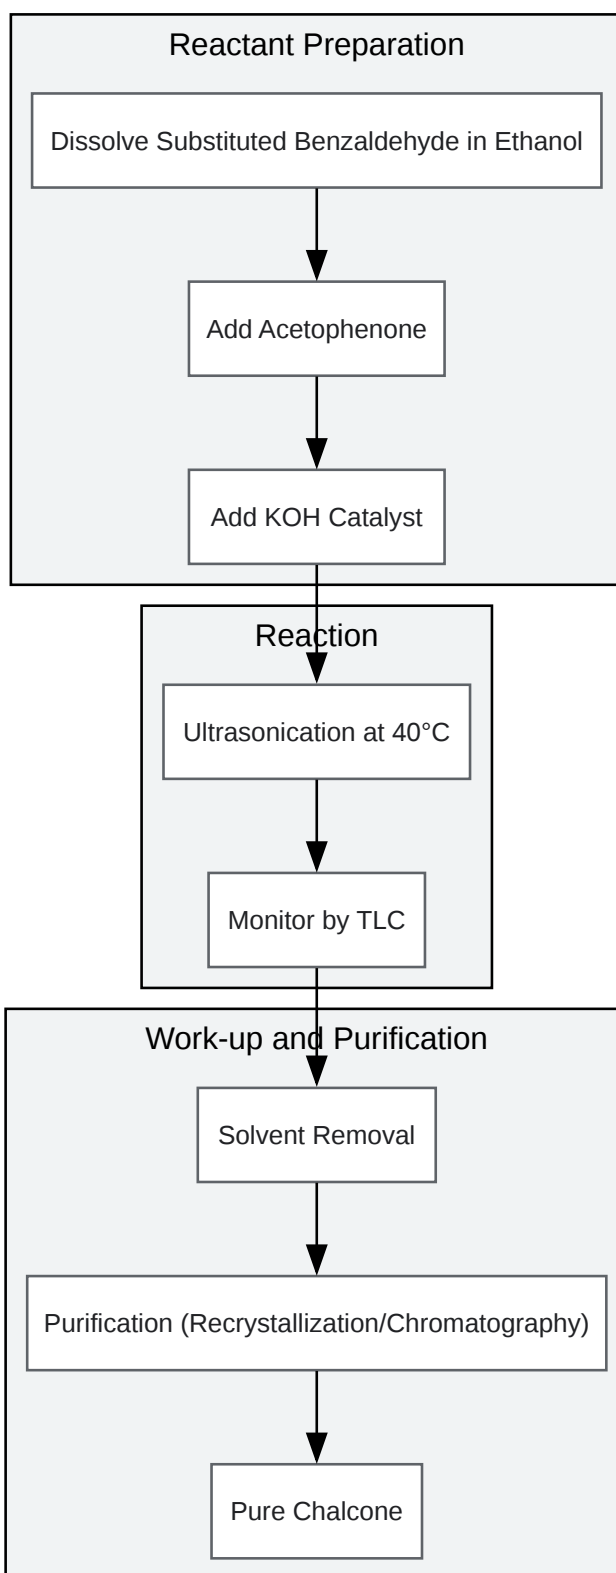 Reactant Preparation
Dissolve Substituted Benzaldehyde in Ethanol
Add Acetophenone
Add KOH Catalyst
Reaction
Ultrasonication at 40°C
Monitor by TLC
Work-up and Purification
Solvent Removal
Purification (Recrystallization/Chromatography)
Pure Chalcone